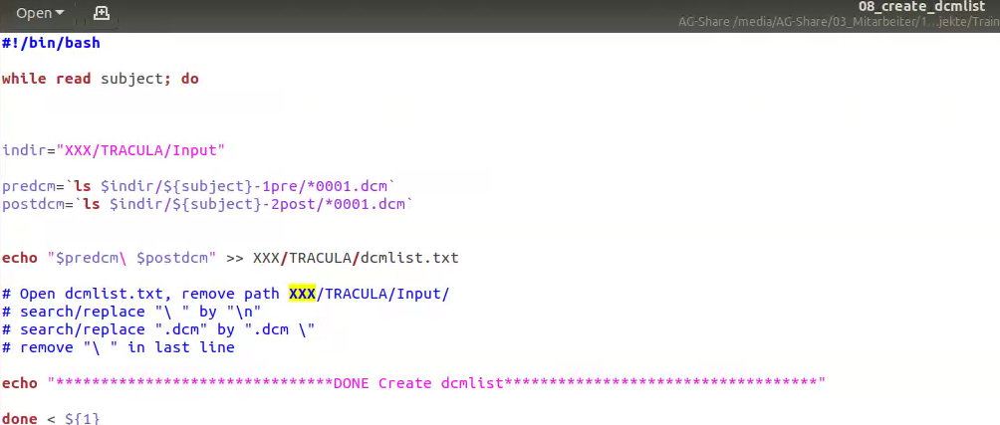 Open
08_create_dcmlist
AG-Share /media/AG-Share/03_Mitarbeiter/1…jekte/Train
#!/bin/bash
while read subject; do
indir="XXX/TRACULA/Input"
predcm=`ls $indir/${subject}-1pre/*0001.dcm`
postdcm=`ls $indir/${subject}-2post/*0001.dcm`
echo "$predcm\ $postdcm" >> XXX/TRACULA/dcmlist.txt
# Open dcmlist.txt, remove path XXX/TRACULA/Input/
# search/replace "\ " by "\n"
# search/replace ".dcm" by ".dcm \"
# remove "\ " in last line
echo "*******************************DONE Create dcmlist***********************************"
done < ${1}